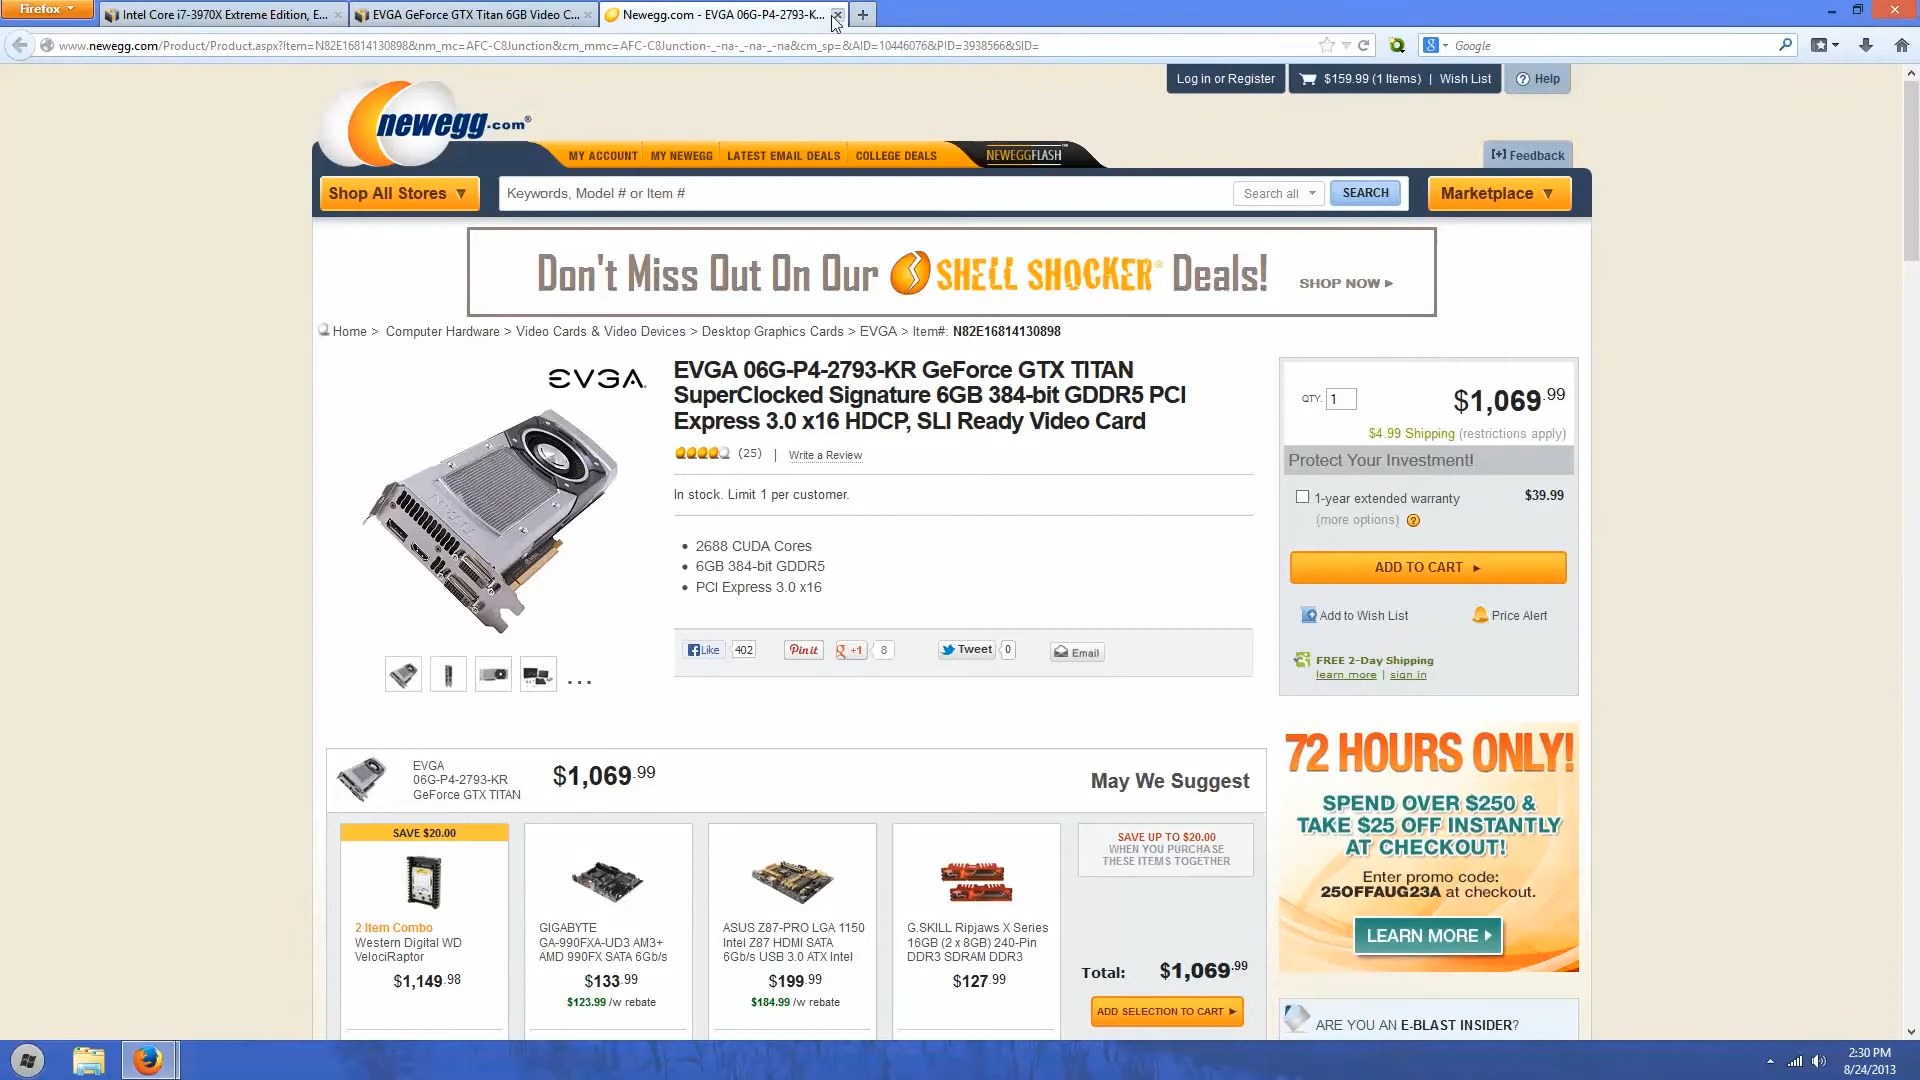 Firefox
Intel Core i7-3970X Extreme Edition, E...
EVGA GeForce GTX Titan 6GB Video C...
Newegg.com - EVGA 06G-P4-2793-K...
www.newegg.com/Product/Product.aspx?Item=N82E16814130898&nm_mc=AFC-C8Junction&cm_mmc=AFC-C8Junction-_-na-_-na-_-na&cm_sp=&AID=10446076&PID=3938566&SID=
Google
Log in or Register
$159.99 (1 Items) | Wish List
Help
newegg.com®
MY ACCOUNT
MY NEWEGG
LATEST EMAIL DEALS
COLLEGE DEALS
NEWEGGFLASH™
[+] Feedback
Shop All Stores
Keywords, Model # or Item #
Search all
SEARCH
Marketplace
Don't Miss Out On Our SHELL SHOCKER® Deals!
SHOP NOW
Home > Computer Hardware > Video Cards & Video Devices > Desktop Graphics Cards > EVGA > Item#: N82E16814130898
EVGA.
EVGA 06G-P4-2793-KR GeForce GTX TITAN
SuperClocked Signature 6GB 384-bit GDDR5 PCI
Express 3.0 x16 HDCP, SLI Ready Video Card
(25) | Write a Review
In stock. Limit 1 per customer.
• 2688 CUDA Cores
• 6GB 384-bit GDDR5
• PCI Express 3.0 x16
Like 402
Pin it
+1 8
Tweet 0
Email
...
QTY. 1
$1,069.99
$4.99 Shipping (restrictions apply)
Protect Your Investment!
1-year extended warranty $39.99
(more options)
ADD TO CART
Add to Wish List
Price Alert
FREE 2-Day Shipping
learn more | sign in
EVGA
06G-P4-2793-KR
GeForce GTX TITAN
$1,069.99
May We Suggest
SAVE $20.00
2 Item Combo
Western Digital WD
VelociRaptor
$1,149.98
GIGABYTE
GA-990FXA-UD3 AM3+
AMD 990FX SATA 6Gb/s
$133.99
$123.99 /w rebate
ASUS Z87-PRO LGA 1150
Intel Z87 HDMI SATA
6Gb/s USB 3.0 ATX Intel
$199.99
$184.99 /w rebate
G.SKILL Ripjaws X Series
16GB (2 x 8GB) 240-Pin
DDR3 SDRAM DDR3
$127.99
SAVE UP TO $20.00
WHEN YOU PURCHASE
THESE ITEMS TOGETHER
Total: $1,069.99
ADD SELECTION TO CART
72 HOURS ONLY!
SPEND OVER $250 &
TAKE $25 OFF INSTANTLY
AT CHECKOUT!
Enter promo code:
25OFFAUG23A at checkout.
LEARN MORE
ARE YOU AN E-BLAST INSIDER?
2:30 PM
8/24/2013